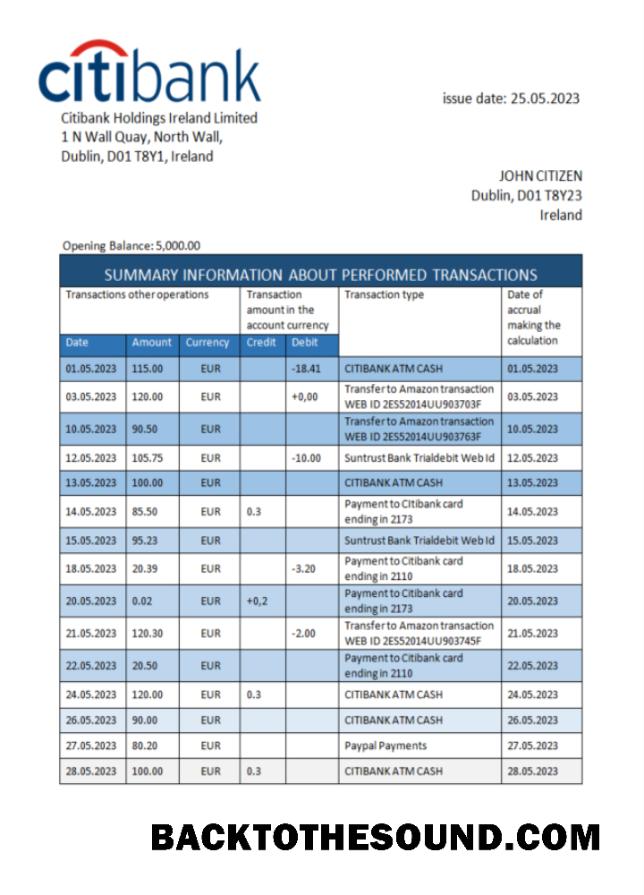 citibank
Citibank Holdings Ireland Limited
1 N Wall Quay, North Wall,
Dublin, D01 T8Y1, Ireland
issue date: 25.05.2023
JOHN CITIZEN
Dublin, D01 T8Y23
Ireland
Opening Balance: 5,000.00
SUMMARY INFORMATION ABOUT PERFORMED TRANSACTIONS
Transactions other operations
Transaction
amount in the
account currency
Transaction type
Date of
accrual
making the
calculation
Date Amount Currency Credit Debit
01.05.2023 115.00 EUR -18.41 CITIBANK ATM CASH 01.05.2023
03.05.2023 120.00 EUR +0,00 Transfer to Amazon transaction
WEB ID 2ES52014UU903703F 03.05.2023
10.05.2023 90.50 EUR Transfer to Amazon transaction
WEB ID 2ES52014UU903763F 10.05.2023
12.05.2023 105.75 EUR -10.00 Suntrust Bank Trialdebit Web Id 12.05.2023
13.05.2023 100.00 EUR CITIBANK ATM CASH 13.05.2023
14.05.2023 85.50 EUR 0.3 Payment to Citibank card
ending in 2173 14.05.2023
15.05.2023 95.23 EUR Suntrust Bank Trialdebit Web Id 15.05.2023
18.05.2023 20.39 EUR -3.20 Payment to Citibank card
ending in 2110 18.05.2023
20.05.2023 0.02 EUR +0,2 Payment to Citibank card
ending in 2173 20.05.2023
21.05.2023 120.30 EUR -2.00 Transfer to Amazon transaction
WEB ID 2ES52014UU903745F 21.05.2023
22.05.2023 20.50 EUR Payment to Citibank card
ending in 2110 22.05.2023
24.05.2023 120.00 EUR 0.3 CITIBANK ATM CASH 24.05.2023
26.05.2023 90.00 EUR CITIBANK ATM CASH 26.05.2023
27.05.2023 80.20 EUR Paypal Payments 27.05.2023
28.05.2023 100.00 EUR 0.3 CITIBANK ATM CASH 28.05.2023
BACKTOTHESOUND.COM